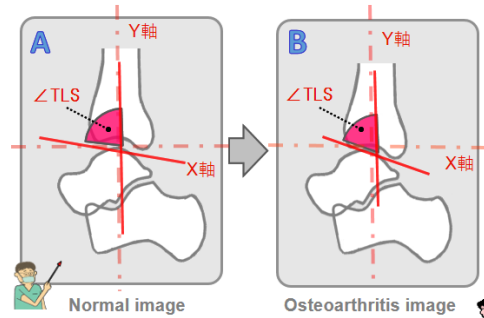 A
Y軸
∠TLS
X軸
Normal image
B
Y軸
∠TLS
X軸
Osteoarthritis image